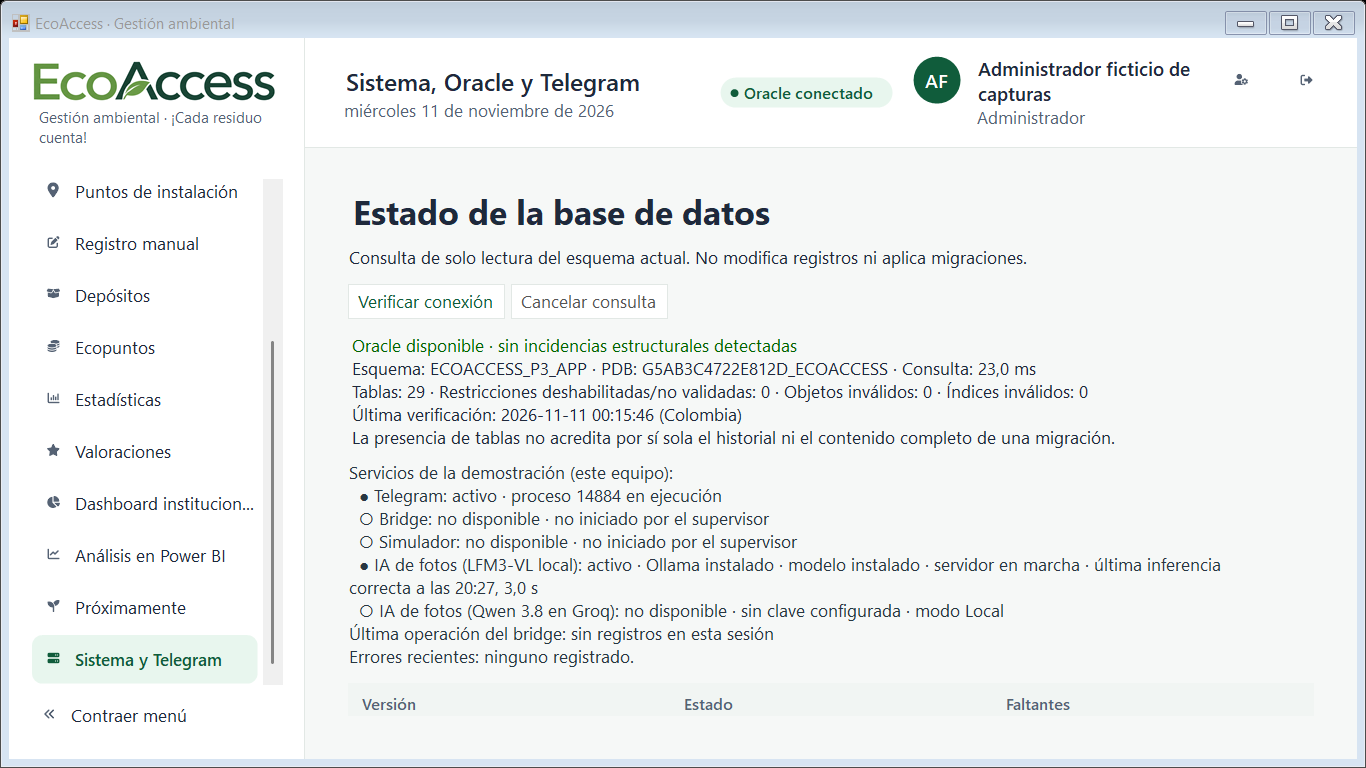 EcoAccess · Gestión ambiental
EcoAccess
Gestión ambiental · ¡Cada residuo
cuenta!
Puntos de instalación
Registro manual
Depósitos
Ecopuntos
Estadísticas
Valoraciones
Dashboard institucion...
Análisis en Power BI
Próximamente
Sistema y Telegram
Contraer menú
Sistema, Oracle y Telegram
miércoles 11 de noviembre de 2026
● Oracle conectado
AF
Administrador ficticio de
capturas
Administrador
Estado de la base de datos
Consulta de solo lectura del esquema actual. No modifica registros ni aplica migraciones.
Verificar conexión
Cancelar consulta
Oracle disponible · sin incidencias estructurales detectadas
Esquema: ECOACCESS_P3_APP · PDB: G5AB3C4722E812D_ECOACCESS · Consulta: 23,0 ms
Tablas: 29 · Restricciones deshabilitadas/no validadas: 0 · Objetos inválidos: 0 · Índices inválidos: 0
Última verificación: 2026-11-11 00:15:46 (Colombia)
La presencia de tablas no acredita por sí sola el historial ni el contenido completo de una migración.
Servicios de la demostración (este equipo):
● Telegram: activo · proceso 14884 en ejecución
○ Bridge: no disponible · no iniciado por el supervisor
○ Simulador: no disponible · no iniciado por el supervisor
● IA de fotos (LFM3-VL local): activo · Ollama instalado · modelo instalado · servidor en marcha · última inferencia
correcta a las 20:27, 3,0 s
○ IA de fotos (Qwen 3.8 en Groq): no disponible · sin clave configurada · modo Local
Última operación del bridge: sin registros en esta sesión
Errores recientes: ninguno registrado.
Versión
Estado
Faltantes